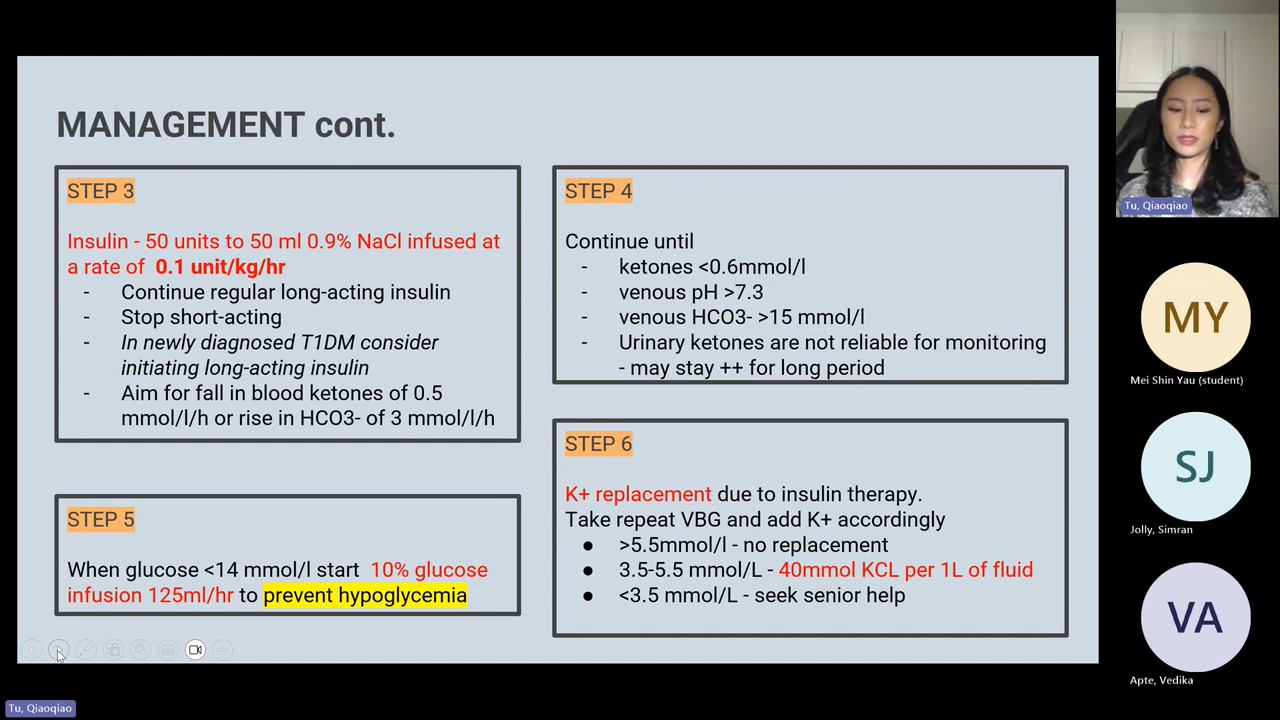 MANAGEMENT cont.
STEP 3
Insulin - 50 units to 50 ml 0.9% NaCl infused at
a rate of 0.1 unit/kg/hr
- Continue regular long-acting insulin
- Stop short-acting
- In newly diagnosed T1DM consider
initiating long-acting insulin
- Aim for fall in blood ketones of 0.5
mmol/l/h or rise in HCO3- of 3 mmol/l/h
STEP 4
Continue until
- ketones <0.6mmol/l
- venous pH >7.3
- venous HCO3- >15 mmol/l
- Urinary ketones are not reliable for monitoring
- may stay ++ for long period
STEP 5
When glucose <14 mmol/l start 10% glucose
infusion 125ml/hr to prevent hypoglycemia
STEP 6
K+ replacement due to insulin therapy.
Take repeat VBG and add K+ accordingly
● >5.5mmol/l - no replacement
● 3.5-5.5 mmol/L - 40mmol KCL per 1L of fluid
● <3.5 mmol/L - seek senior help
Tu, Qiaoqiao
MY
Mei Shin Yau (student)
SJ
Jolly, Simran
VA
Apte, Vedika
Tu, Qiaoqiao